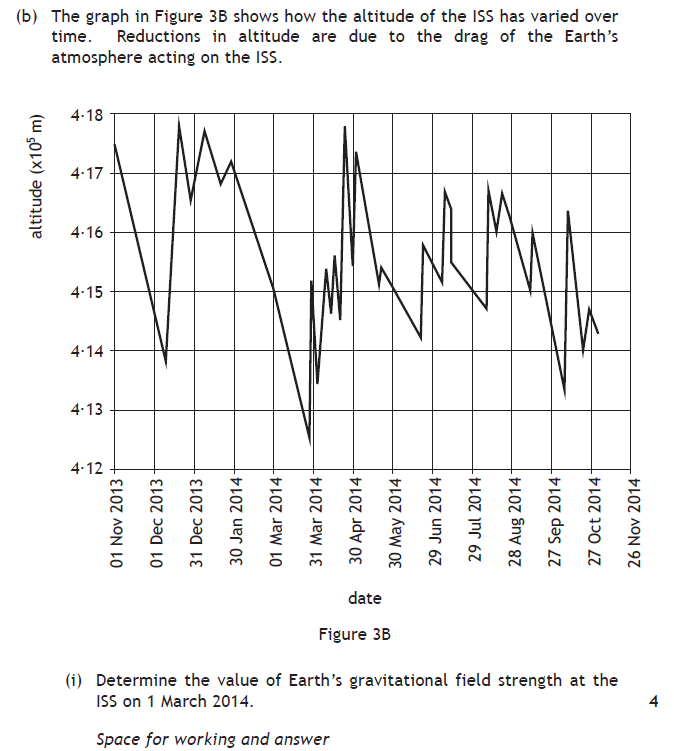 (b) The graph in Figure 3B shows how the altitude of the ISS has varied over
time. Reductions in altitude are due to the drag of the Earth’s
atmosphere acting on the ISS.
altitude (x10⁵ m)
4·18
4·17
4·16
4·15
4·14
4·13
4·12
01 Nov 2013
01 Dec 2013
31 Dec 2013
30 Jan 2014
01 Mar 2014
31 Mar 2014
30 Apr 2014
30 May 2014
29 Jun 2014
29 Jul 2014
28 Aug 2014
27 Sep 2014
27 Oct 2014
26 Nov 2014
date
Figure 3B
(i) Determine the value of Earth’s gravitational field strength at the
ISS on 1 March 2014. 4
Space for working and answer